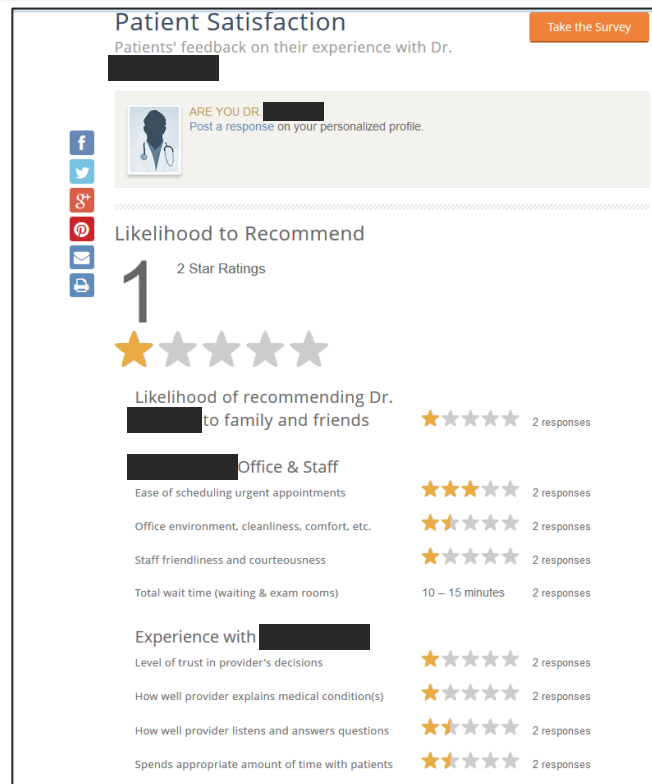 Patient Satisfaction
Take the Survey
Patients' feedback on their experience with Dr.
ARE YOU DR.
Post a response on your personalized profile.
f
g+
Likelihood to Recommend
1
2 Star Ratings
Likelihood of recommending Dr.
to family and friends
2 responses
Office & Staff
Ease of scheduling urgent appointments
2 responses
Office environment, cleanliness, comfort, etc.
2 responses
Staff friendliness and courteousness
2 responses
Total wait time (waiting & exam rooms)
10 – 15 minutes
2 responses
Experience with
Level of trust in provider's decisions
2 responses
How well provider explains medical condition(s)
2 responses
How well provider listens and answers questions
2 responses
Spends appropriate amount of time with patients
2 responses